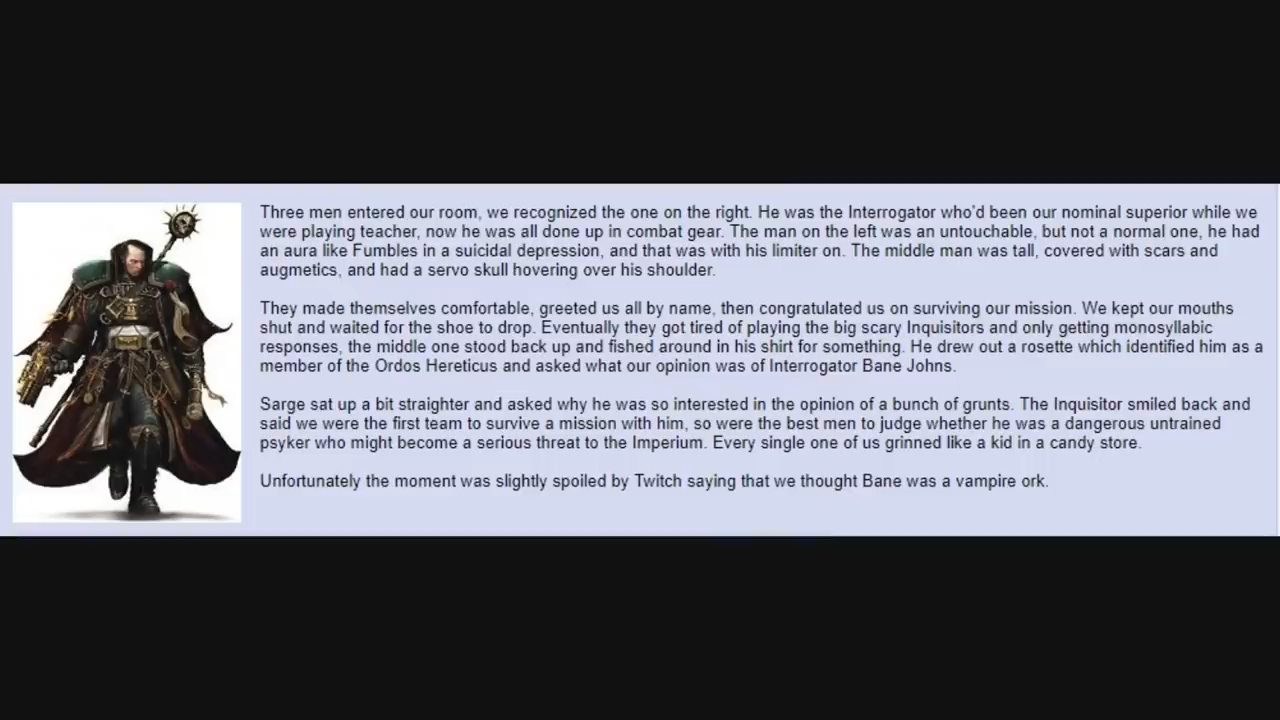 Three men entered our room, we recognized the one on the right. He was the Interrogator who'd been our nominal superior while we
were playing teacher, now he was all done up in combat gear. The man on the left was an untouchable, but not a normal one, he had
an aura like Fumbles in a suicidal depression, and that was with his limiter on. The middle man was tall, covered with scars and
augmetics, and had a servo skull hovering over his shoulder.
They made themselves comfortable, greeted us all by name, then congratulated us on surviving our mission. We kept our mouths
shut and waited for the shoe to drop. Eventually they got tired of playing the big scary Inquisitors and only getting monosyllabic
responses, the middle one stood back up and fished around in his shirt for something. He drew out a rosette which identified him as a
member of the Ordos Hereticus and asked what our opinion was of Interrogator Bane Johns.
Sarge sat up a bit straighter and asked why he was so interested in the opinion of a bunch of grunts. The Inquisitor smiled back and
said we were the first team to survive a mission with him, so were the best men to judge whether he was a dangerous untrained
psyker who might become a serious threat to the Imperium. Every single one of us grinned like a kid in a candy store.
Unfortunately the moment was slightly spoiled by Twitch saying that we thought Bane was a vampire ork.